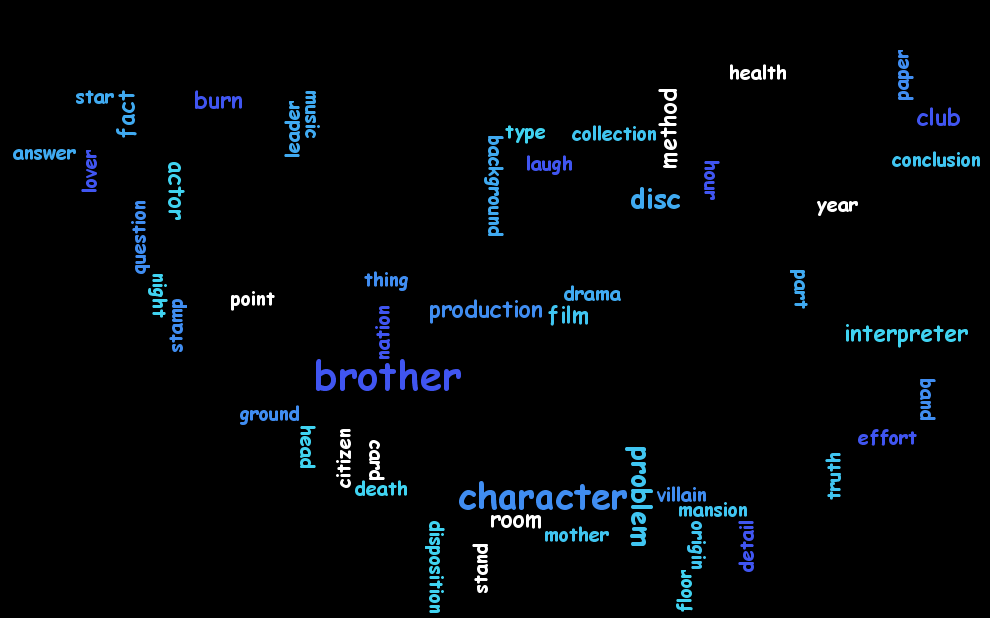 health
paper
star
fact
burn
leader
music
method
club
type
collection
answer
lover
background
laugh
hour
conclusion
actor
disc
year
question
night
stamp
point
thing
part
drama
production
film
nation
interpreter
brother
band
ground
head
citizen
card
effort
death
truth
character
problem
villain
mansion
room
mother
origin
detail
disposition
stand
floor